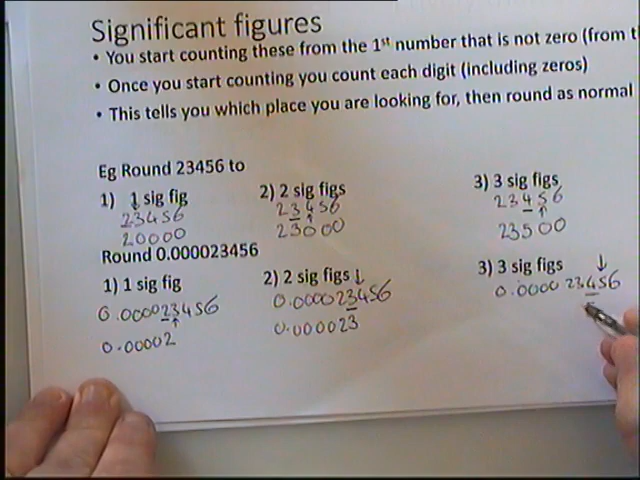 Significant figures
• You start counting these from the 1st number that is not zero (from
• Once you start counting you count each digit (including zeros)
• This tells you which place you are looking for, then round as normal
Eg Round 23456 to
1) 1 sig fig 2) 2 sig figs 3) 3 sig figs
23456 23456 23456
20000 23000 23500
Round 0.000023456
1) 1 sig fig 2) 2 sig figs 3) 3 sig figs
0.000023456 0.000023456 0.000023456
0.00002 0.000023